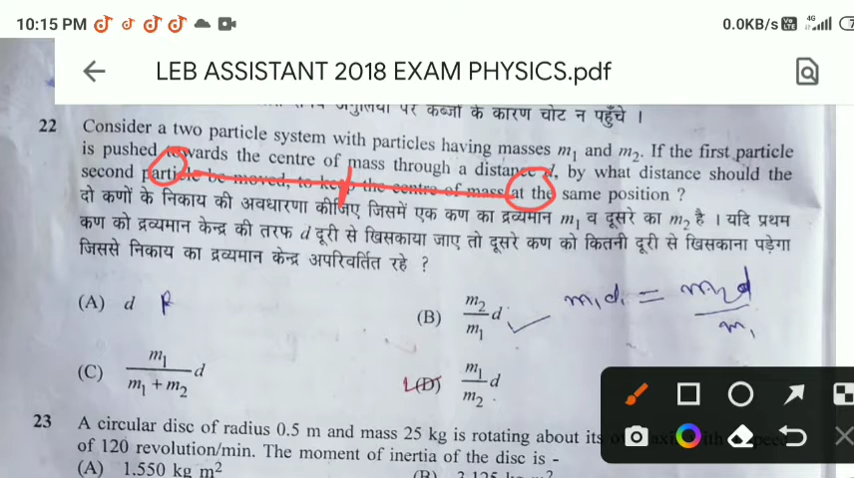 10:15 PM
0.0KB/s 4G
LEB ASSISTANT 2018 EXAM PHYSICS.pdf
पर कब्जों के कारण चोट न पहुँचे ।
22 Consider a two particle system with particles having masses m₁ and m₂. If the first particle
is pushed towards the centre of mass through a distance d, by what distance should the
second particle be moved, to keep the centre of mass at the same position ?
दो कणों के निकाय की अवधारणा कीजिए जिसमें एक कण का द्रव्यमान m₁ व दूसरे का m₂ है । यदि प्रथम
कण को द्रव्यमान केन्द्र की तरफ d दूरी से खिसकाया जाए तो दूसरे कण को कितनी दूरी से खिसकाना पड़ेगा
जिससे निकाय का द्रव्यमान केन्द्र अपरिवर्तित रहे ?
(A) d
(B) m₂/m₁ d
m₁d₁ = m₂d/m₁
(C) m₁/(m₁ + m₂) d
(D) m₁/m₂ d
23 A circular disc of radius 0.5 m and mass 25 kg is rotating about its
of 120 revolution/min. The moment of inertia of the disc is -
(A) 1.550 kg m²
(B) 3.125 kg m²